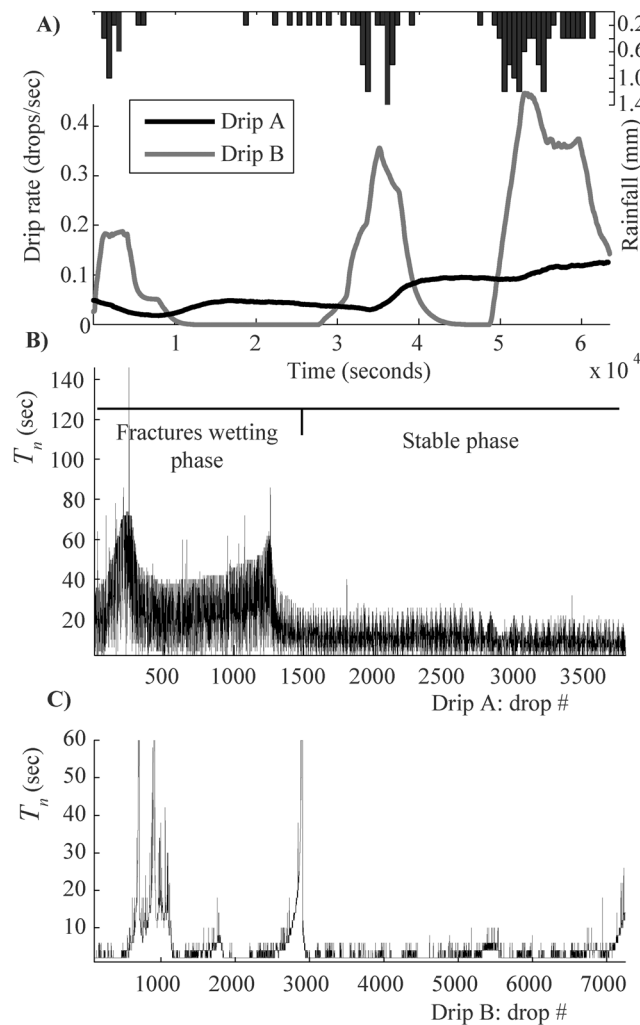 A)
0.2
0.6
1.0
1.4
Rainfall (mm)
Drip rate (drops/sec)
0.4
0.3
0.2
0.1
0
Drip A
Drip B
1 2 3 4 5 6
Time (seconds)
x 10^4
B)
T_n (sec)
140
120
100
80
60
40
20
Fractures wetting
phase
Stable phase
500 1000 1500 2000 2500 3000 3500
Drip A: drop #
C)
T_n (sec)
60
50
40
30
20
10
1000 2000 3000 4000 5000 6000 7000
Drip B: drop #